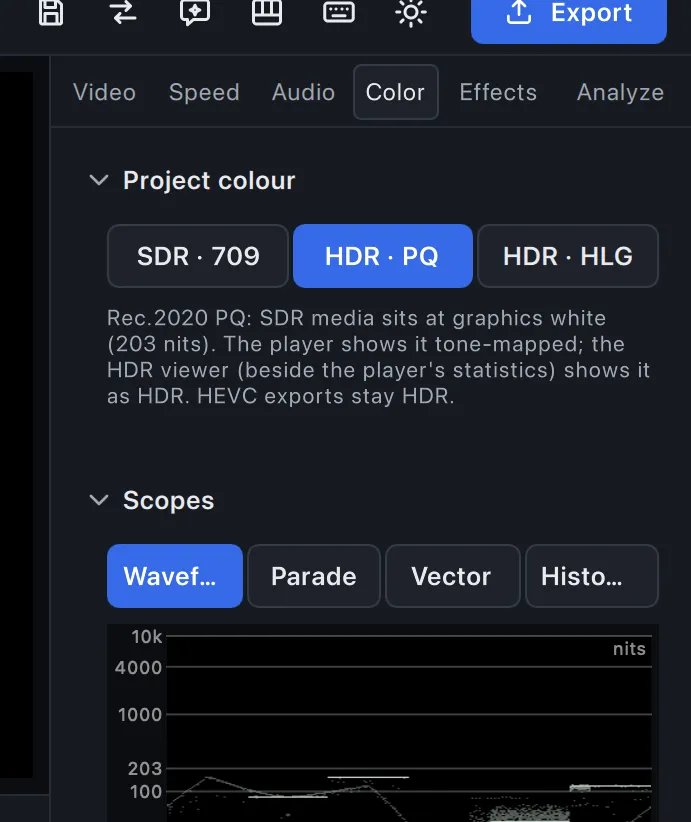 Export
Video Speed Audio Color Effects Analyze
Project colour
SDR · 709 HDR · PQ HDR · HLG
Rec.2020 PQ: SDR media sits at graphics white
(203 nits). The player shows it tone-mapped; the
HDR viewer (beside the player's statistics) shows it
as HDR. HEVC exports stay HDR.
Scopes
Wavef... Parade Vector Histo...
10k
nits
4000
1000
203
100